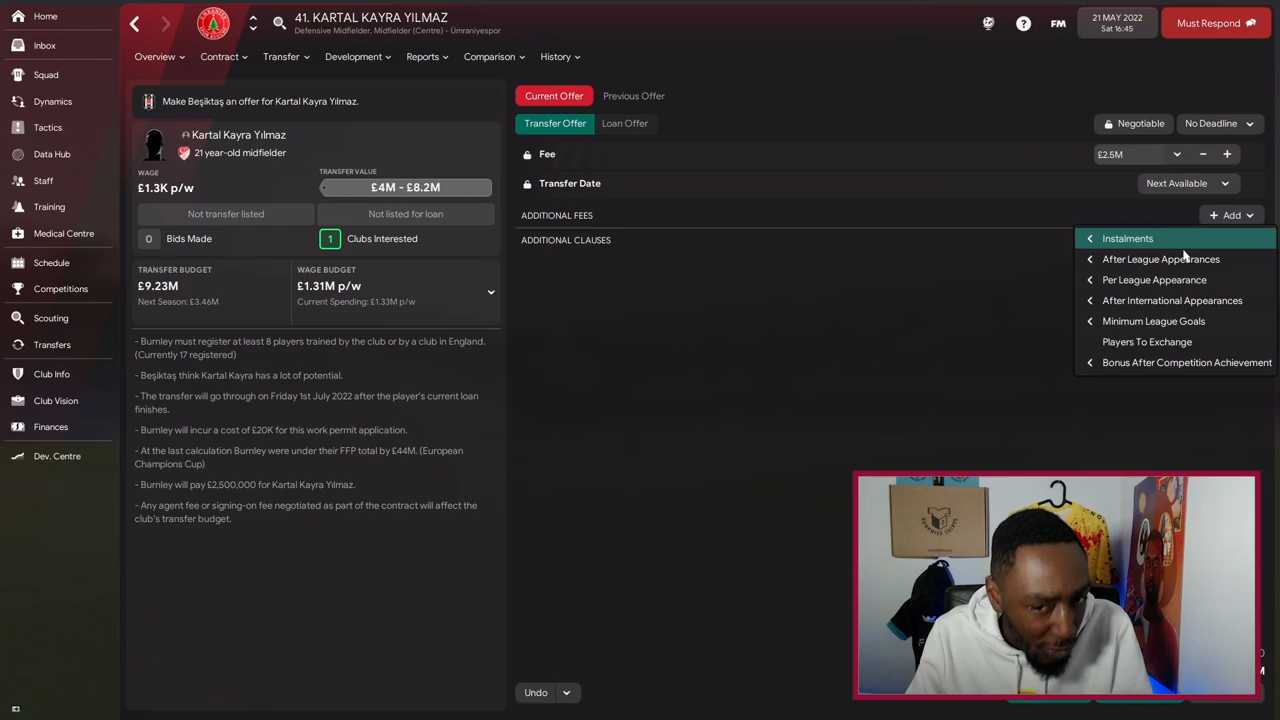 Home
Inbox
Squad
Dynamics
Tactics
Data Hub
Staff
Training
Medical Centre
Schedule
Competitions
Scouting
Transfers
Club Info
Club Vision
Finances
Dev. Centre
41. KARTAL KAYRA YILMAZ
Defensive Midfielder, Midfielder (Centre) - Ümraniyespor
FM
21 MAY 2022
Sat 16:45
Must Respond
Overview
Contract
Transfer
Development
Reports
Comparison
History
Make Beşiktaş an offer for Kartal Kayra Yılmaz.
Kartal Kayra Yılmaz
21 year-old midfielder
WAGE
£1.3K p/w
TRANSFER VALUE
£4M - £8.2M
Not transfer listed
Not listed for loan
0 Bids Made
1 Clubs Interested
TRANSFER BUDGET
£9.23M
Next Season: £3.46M
WAGE BUDGET
£1.31M p/w
Current Spending: £1.33M p/w
- Burnley must register at least 8 players trained by the club or by a club in England.
(Currently 17 registered)
- Beşiktaş think Kartal Kayra has a lot of potential.
- The transfer will go through on Friday 1st July 2022 after the player's current loan
finishes.
- Burnley will incur a cost of £20K for this work permit application.
- At the last calculation Burnley were under their FFP total by £44M. (European
Champions Cup)
- Burnley will pay £2,500,000 for Kartal Kayra Yılmaz.
- Any agent fee or signing-on fee negotiated as part of the contract will affect the
club's transfer budget.
Current Offer
Previous Offer
Transfer Offer
Loan Offer
Negotiable
No Deadline
Fee
£2.5M
Transfer Date
Next Available
ADDITIONAL FEES
+ Add
ADDITIONAL CLAUSES
Instalments
After League Appearances
Per League Appearance
After International Appearances
Minimum League Goals
Players To Exchange
Bonus After Competition Achievement
Undo
SURPRISE SHIRTS